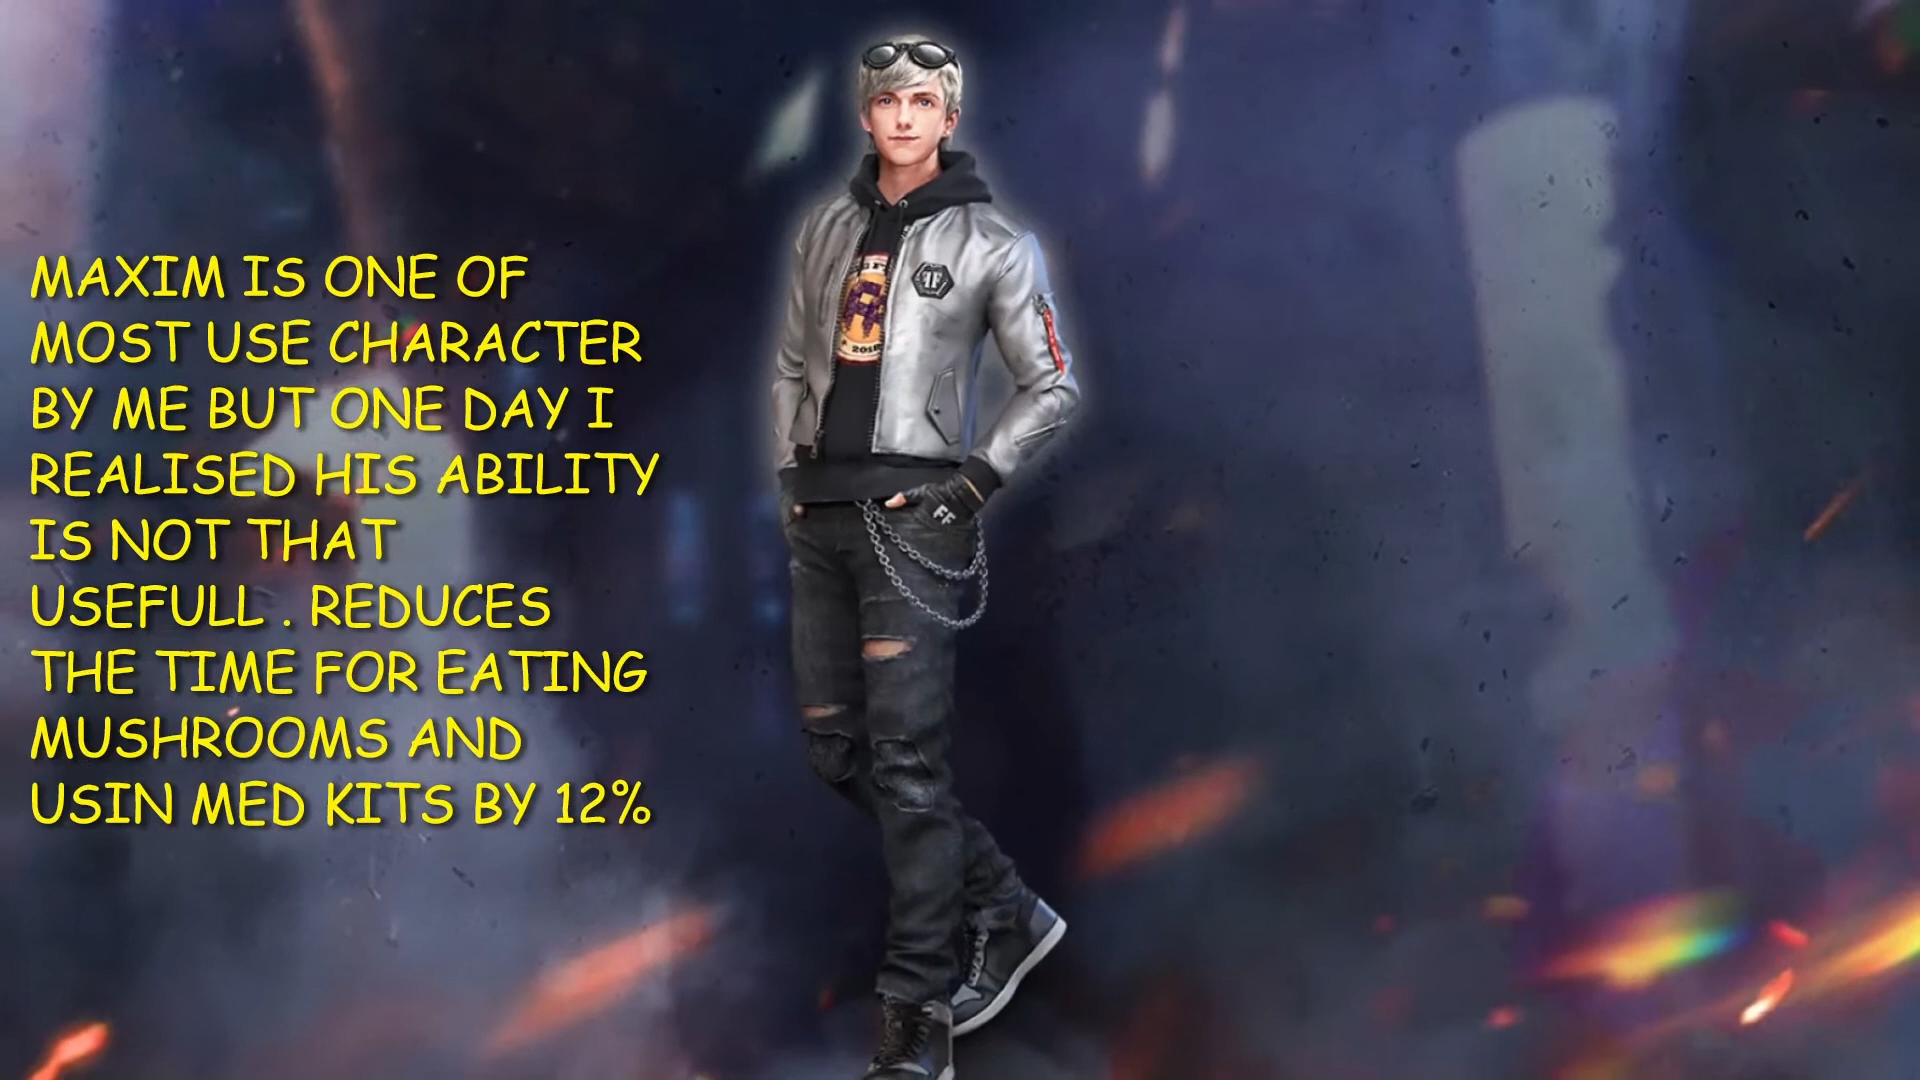 MAXIM IS ONE OF
MOST USE CHARACTER
BY ME BUT ONE DAY I
REALISED HIS ABILITY
IS NOT THAT
USEFULL . REDUCES
THE TIME FOR EATING
MUSHROOMS AND
USIN MED KITS BY 12%
FF